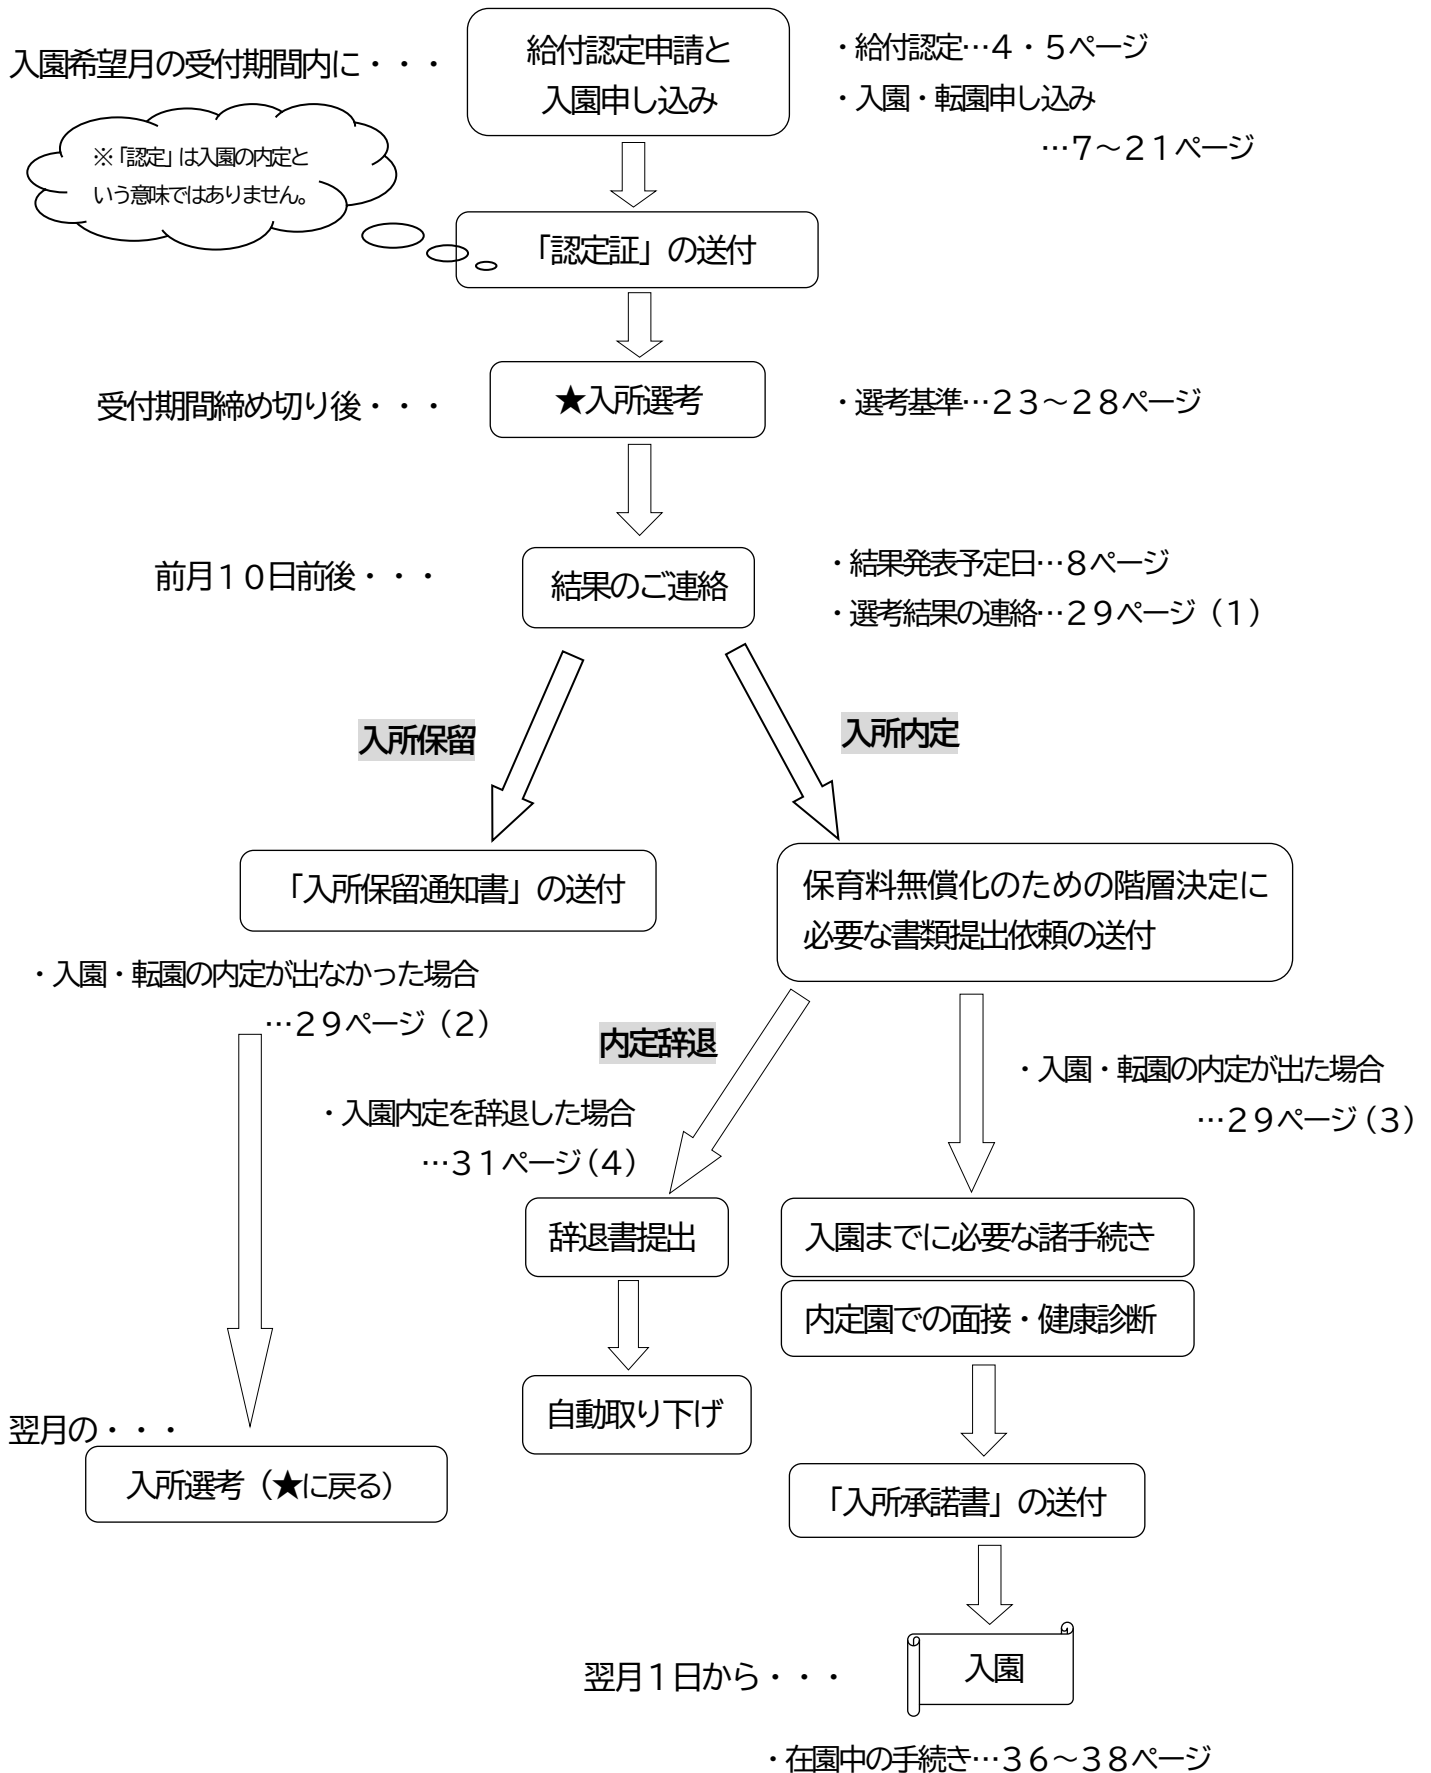 入園希望月の受付期間内に・・・
給付認定申請と
入園申し込み
・給付認定…４・５ページ
・入園・転園申し込み
…７～２１ページ
※「認定」は入園の内定と
いう意味ではありません。
「認定証」の送付
受付期間締め切り後・・・
★入所選考
・選考基準…２３～２８ページ
前月１０日前後・・・
結果のご連絡
・結果発表予定日…８ページ
・選考結果の連絡…２９ページ（１）
入所保留
入所内定
「入所保留通知書」の送付
保育料無償化のための階層決定に
必要な書類提出依頼の送付
・入園・転園の内定が出なかった場合
…２９ページ（２）
内定辞退
・入園・転園の内定が出た場合
…２９ページ（３）
・入園内定を辞退した場合
…３１ページ（４）
辞退書提出
入園までに必要な諸手続き
内定園での面接・健康診断
自動取り下げ
翌月の・・・
入所選考（★に戻る）
「入所承諾書」の送付
翌月１日から・・・
入園
・在園中の手続き…３６～３８ページ